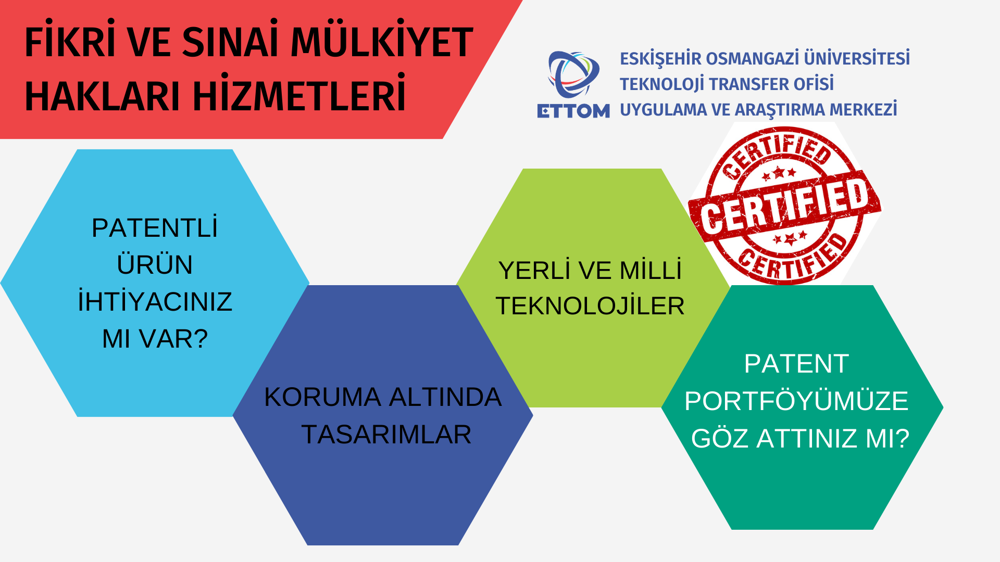 FİKRİ VE SINAİ MÜLKİYET
HAKLARI HİZMETLERİ
ETTOM
ESKİŞEHİR OSMANGAZİ ÜNİVERSİTESİ
TEKNOLOJİ TRANSFER OFİSİ
UYGULAMA VE ARAŞTIRMA MERKEZİ
CERTIFIED
CERTIFIED
CERTIFIED
PATENTLİ
ÜRÜN
İHTİYACINIZ
MI VAR?
KORUMA ALTINDA
TASARIMLAR
YERLİ VE MİLLİ
TEKNOLOJİLER
PATENT
PORTFÖYÜMÜZE
GÖZ ATTINIZ MI?